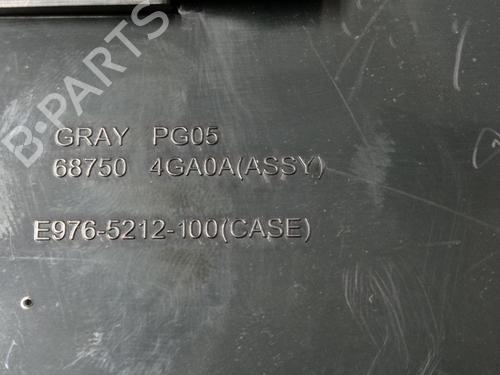 B-PARTS
GRAY PG05
68750 4GA0A(ASSY)
E976-5212-100(CASE)